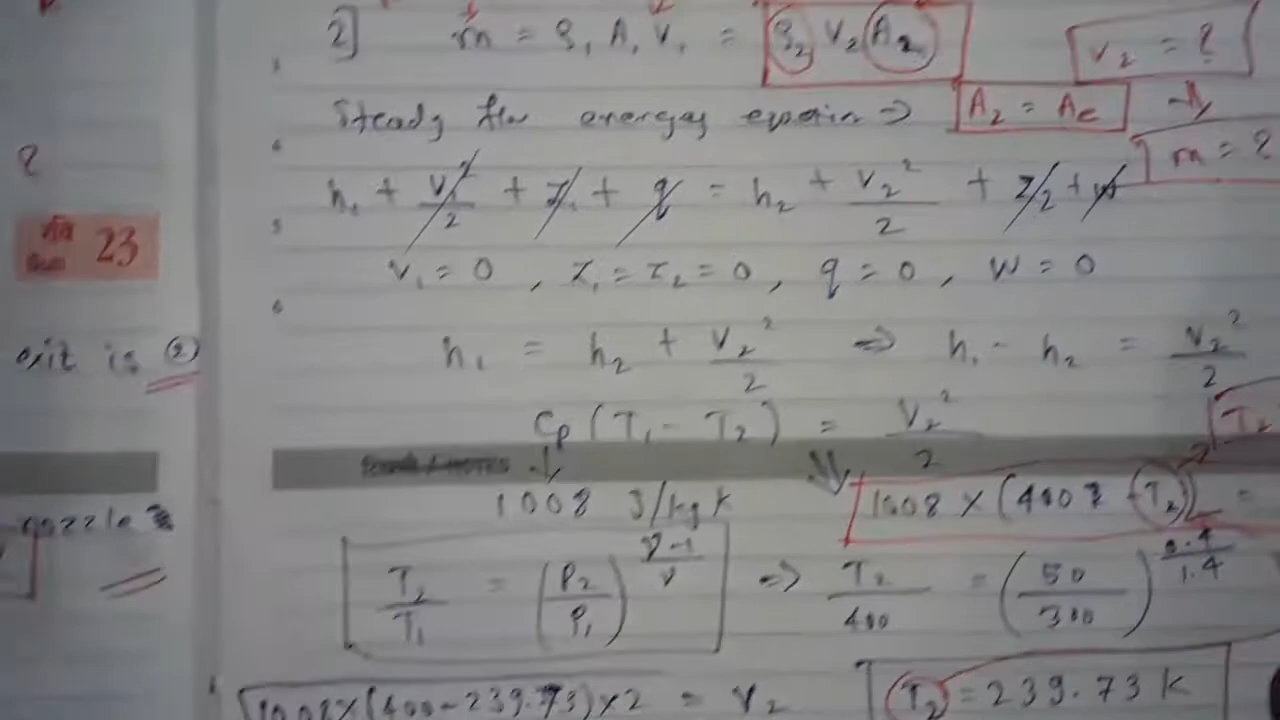 2] ṁ = ρ₁ A₁ V₁ = ρ₂ V₂ A₂ V₂ = ?
Steady flow energy equation ⇒ A₂ = Ae
ṁ = ?
h₁ + V₁²/2 + Z₁ + q = h₂ + V₂²/2 + Z₂ + w
V₁ = 0 , Z₁ = Z₂ = 0 , q = 0 , W = 0
h₁ = h₂ + V₂²/2 ⇒ h₁ - h₂ = V₂²/2
Cp (T₁ - T₂) = V₂²/2
T₂
1008 J/kg K
1008 × (400 - T₂) =
T₂/T₁ = (P₂/P₁)^(γ-1/γ) ⇒ T₂/400 = (50/300)^(0.4/1.4)
1008×(400-239.73)×2 = V₂
T₂ = 239.73 K
2
23
exit is ②
nozzle